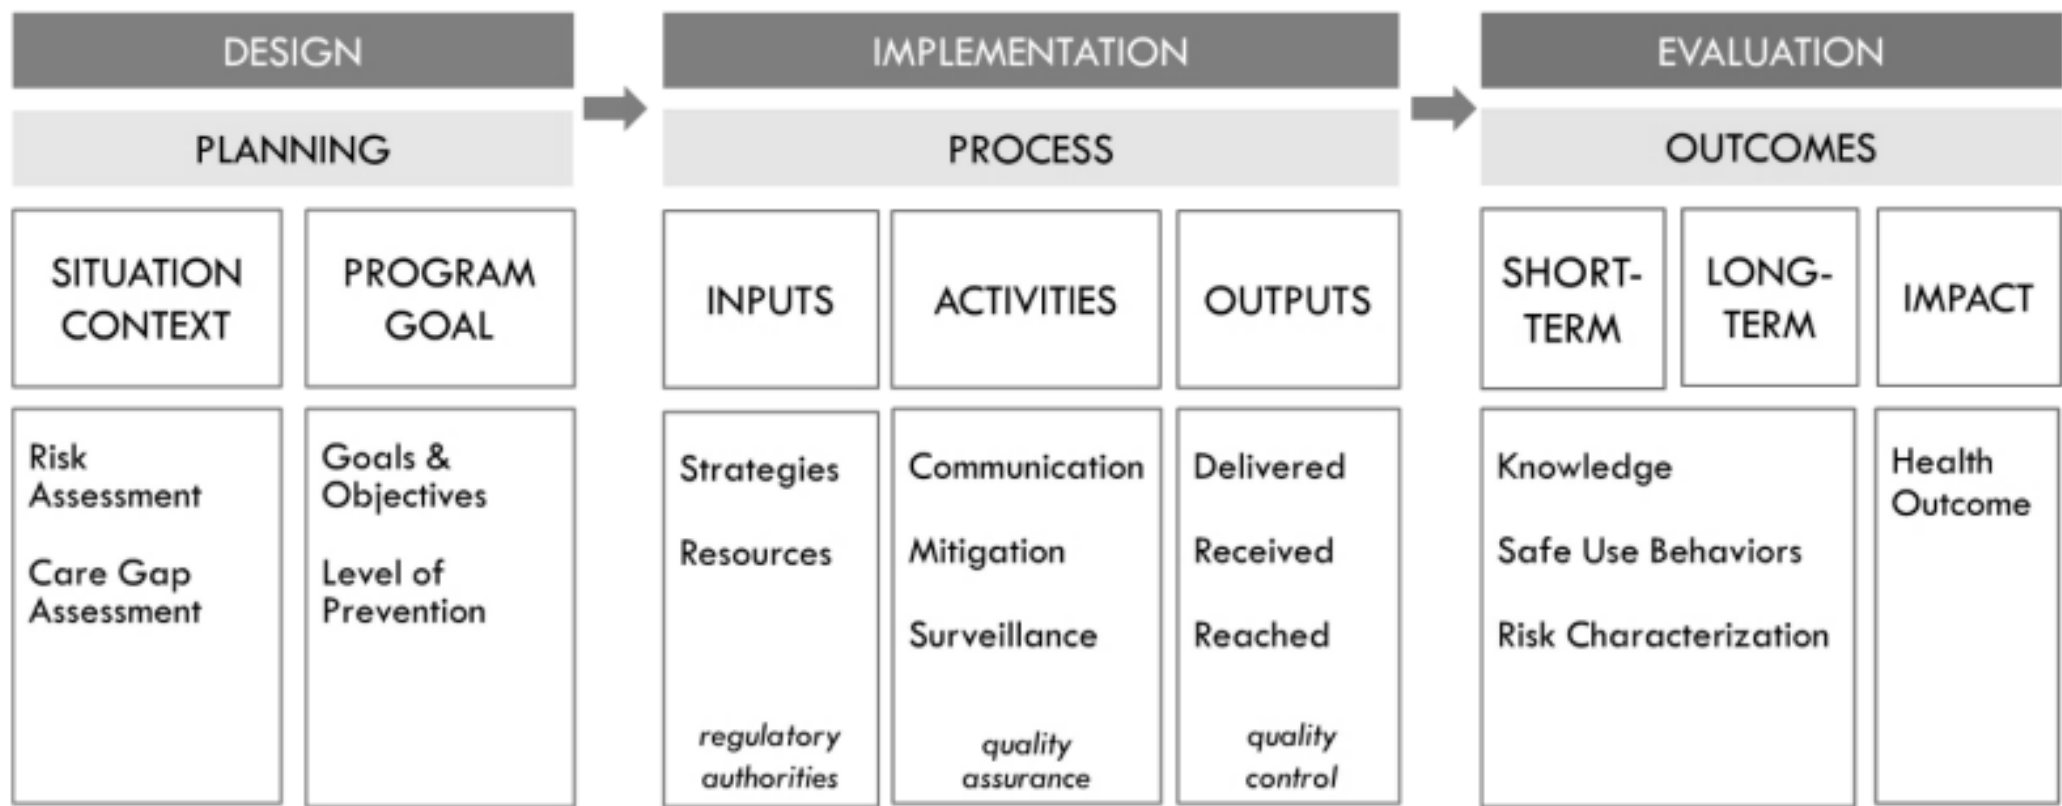 DESIGN
PLANNING
SITUATION
CONTEXT
PROGRAM
GOAL
Risk
Assessment
Care Gap
Assessment
Goals &
Objectives
Level of
Prevention
IMPLEMENTATION
PROCESS
INPUTS
ACTIVITIES
OUTPUTS
Strategies
Resources
regulatory
authorities
Communication
Mitigation
Surveillance
quality
assurance
Delivered
Received
Reached
quality
control
EVALUATION
OUTCOMES
SHORT-
TERM
LONG-
TERM
IMPACT
Knowledge
Safe Use Behaviors
Risk Characterization
Health
Outcome